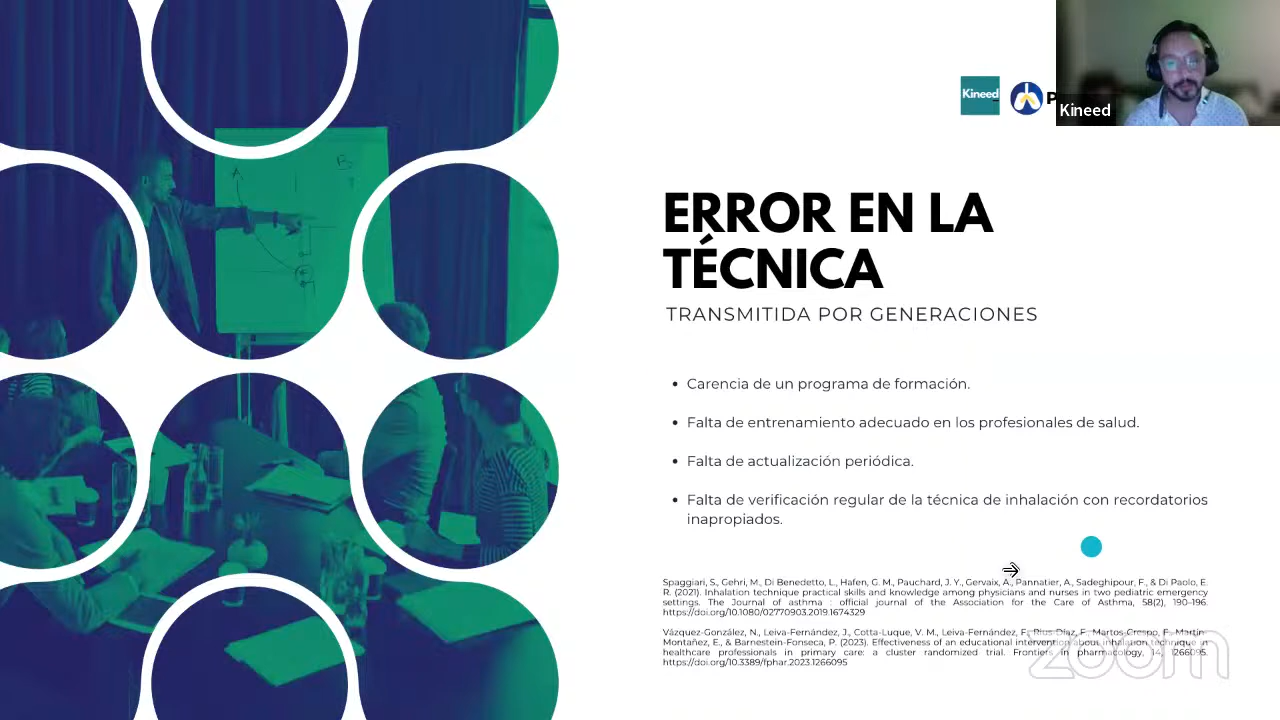 Kineed
P
Kineed
ERROR EN LA
TÉCNICA
TRANSMITIDA POR GENERACIONES
• Carencia de un programa de formación.
• Falta de entrenamiento adecuado en los profesionales de salud.
• Falta de actualización periódica.
• Falta de verificación regular de la técnica de inhalación con recordatorios
inapropiados.
Spaggiari, S., Gehri, M., Di Benedetto, L., Hafen, G. M., Pauchard, J. Y., Gervaix, A., Pannatier, A., Sadeghipour, F., & Di Paolo, E.
R. (2021). Inhalation technique practical skills and knowledge among physicians and nurses in two pediatric emergency
settings. The Journal of asthma : official journal of the Association for the Care of Asthma, 58(2), 190–196.
https://doi.org/10.1080/02770903.2019.1674329
Vázquez-González, N., Leiva-Fernández, J., Cotta-Luque, V. M., Leiva-Fernández, F., Rius-Díaz, F., Martos-Crespo, F., Martín-
Montañez, E., & Barnestein-Fonseca, P. (2023). Effectiveness of an educational intervention about inhalation technique in
healthcare professionals in primary care: a cluster randomized trial. Frontiers in pharmacology, 14, 1266095.
https://doi.org/10.3389/fphar.2023.1266095
zoom